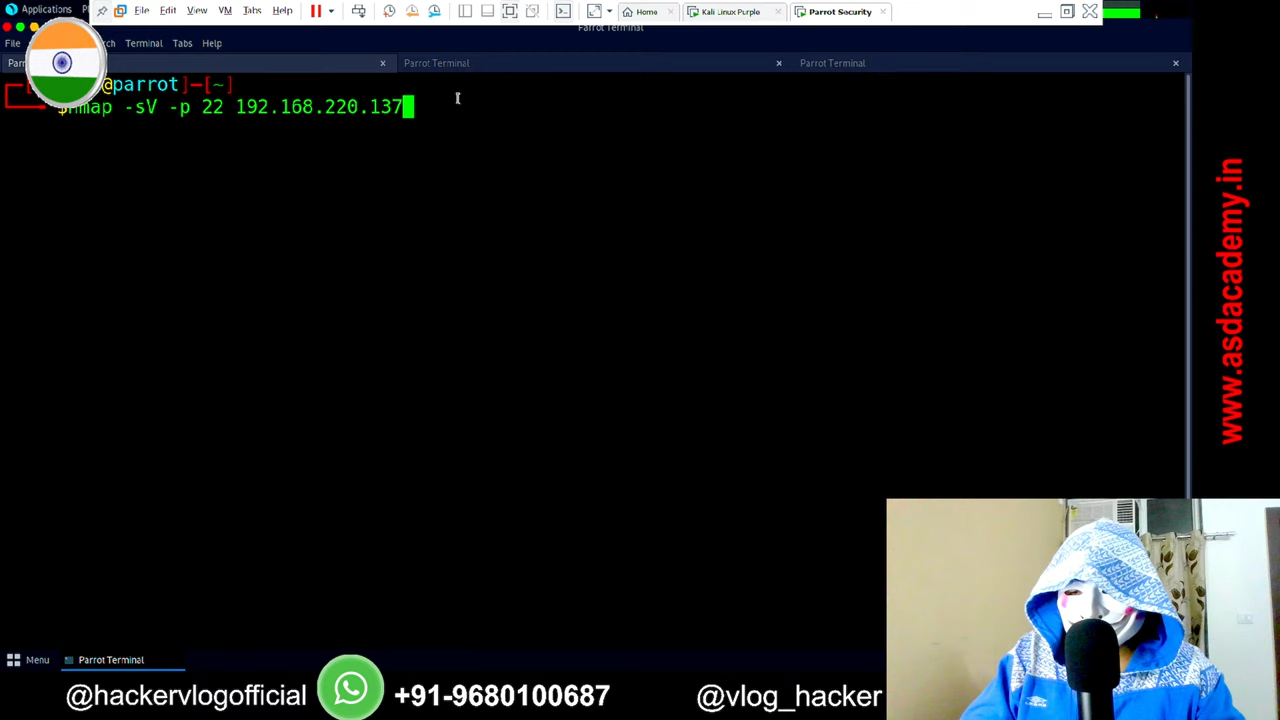 Applications
File Edit View VM Tabs Help
Home
Kali Linux Purple
Parrot Security
Parrot Terminal
File
Terminal Tabs Help
Parrot Terminal
Parrot Terminal
@parrot]─[~]
$nmap -sV -p 22 192.168.220.137
www.asdacademy.in
Menu
Parrot Terminal
@hackervlogofficial
+91-9680100687
@vlog_hacker